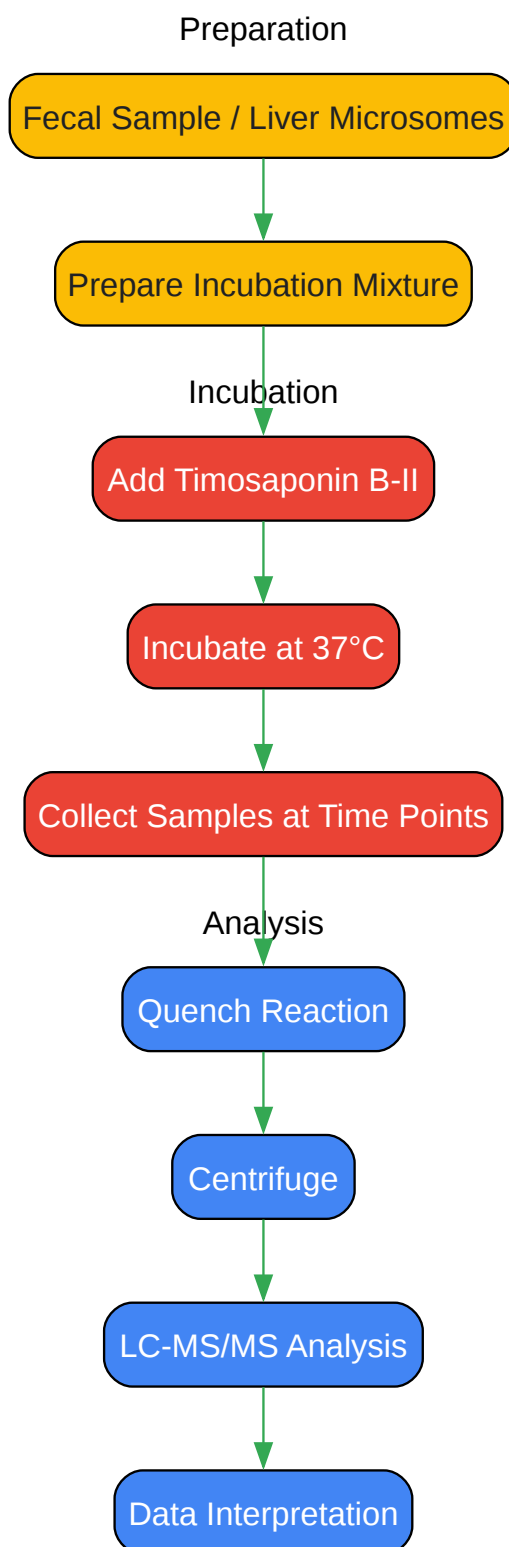 Preparation
Fecal Sample / Liver Microsomes
Prepare Incubation Mixture
Incubation
Add Timosaponin B-II
Incubate at 37°C
Collect Samples at Time Points
Analysis
Quench Reaction
Centrifuge
LC-MS/MS Analysis
Data Interpretation